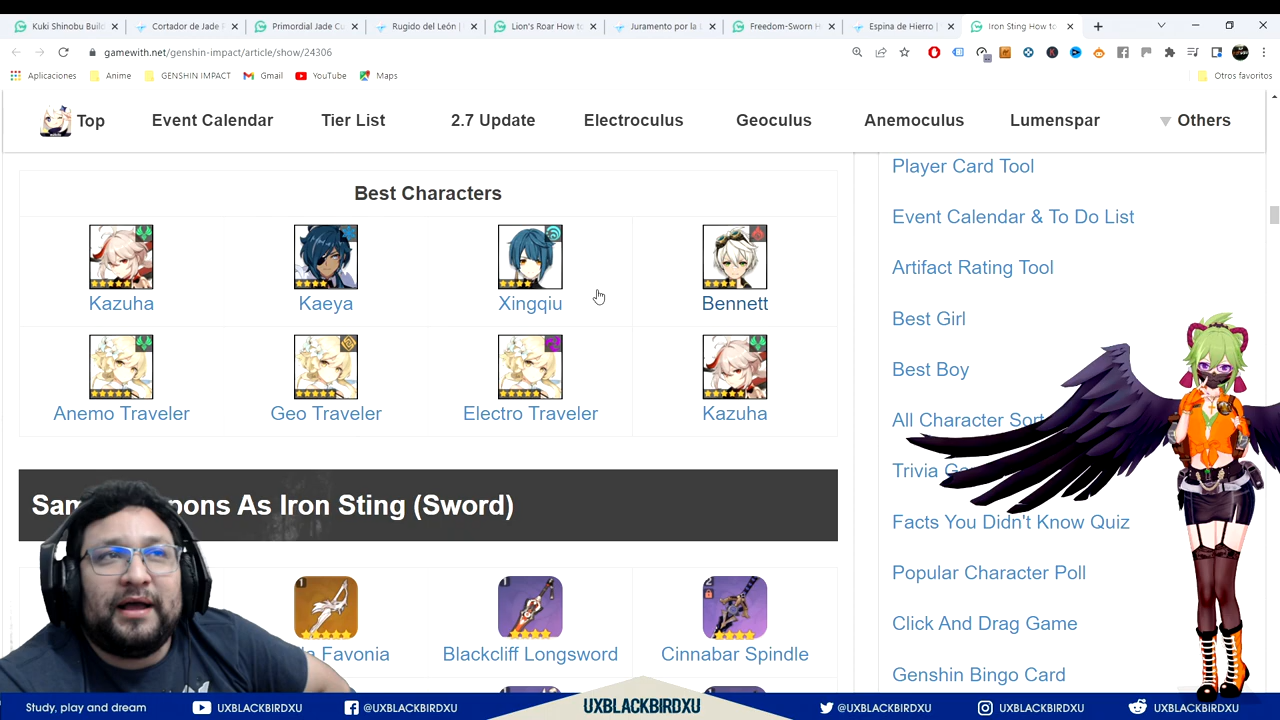 Kuki Shinobu Build
Cortador de Jade P
Primordial Jade Cu
Rugido del León |
Lion's Roar How to
Juramento por la L
Freedom-Sworn H
Espina de Hierro |
Iron Sting How to
gamewith.net/genshin-impact/article/show/24306
Aplicaciones
Anime
GENSHIN IMPACT
Gmail
YouTube
Maps
Otros favoritos
Top
Event Calendar
Tier List
2.7 Update
Electroculus
Geoculus
Anemoculus
Lumenspar
Others
Best Characters
Kazuha
Kaeya
Xingqiu
Bennett
Anemo Traveler
Geo Traveler
Electro Traveler
Kazuha
Player Card Tool
Event Calendar & To Do List
Artifact Rating Tool
Best Girl
Best Boy
All Character Sort
Trivia
Facts You Didn't Know Quiz
Popular Character Poll
Click And Drag Game
Genshin Bingo Card
As Iron Sting (Sword)
1
1
2
Favonia
Blackcliff Longsword
Cinnabar Spindle
Study, play and dream
UXBLACKBIRDXU
@UXBLACKBIRDXU
UXBLACKBIRDXU
@UXBLACKBIRDXU
UXBLACKBIRDXU
UXBLACKBIRDXU